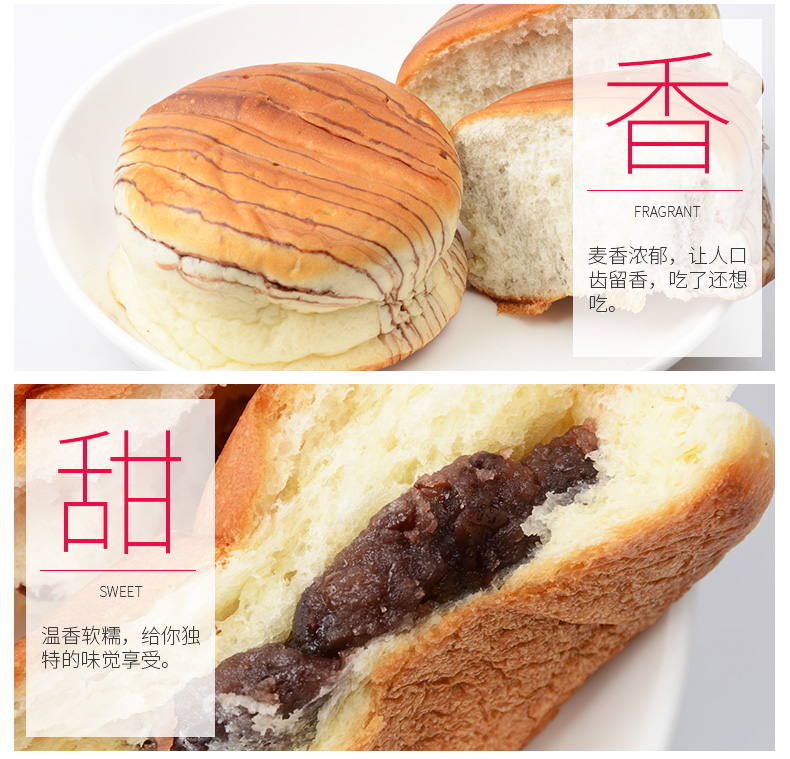 香
FRAGRANT
麦香浓郁，让人口
齿留香，吃了还想
吃。
甜
SWEET
温香软糯，给你独
特的味觉享受。